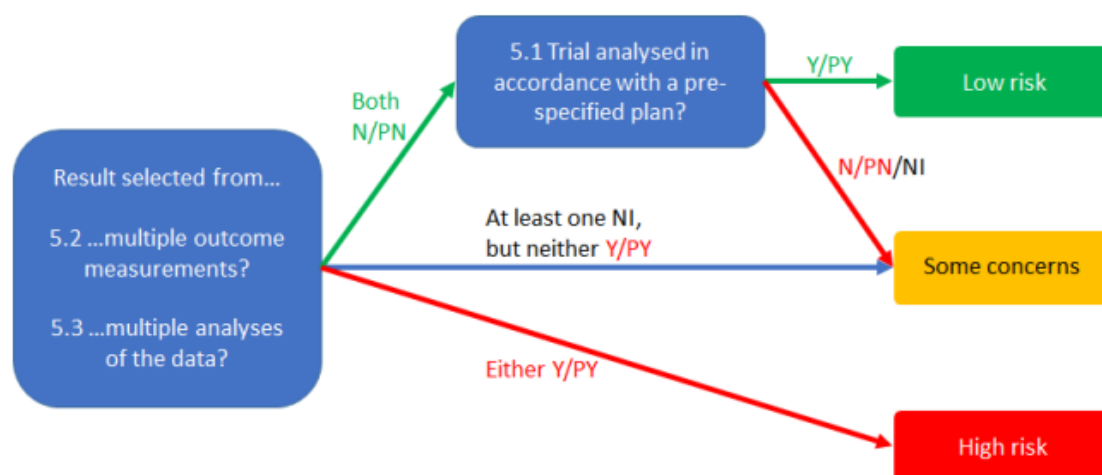 Result selected from...
5.2 ...multiple outcome
measurements?
5.3 ...multiple analyses
of the data?
Both
N/PN
5.1 Trial analysed in
accordance with a pre-
specified plan?
Y/PY
Low risk
N/PN/NI
At least one NI,
but neither Y/PY
Some concerns
Either Y/PY
High risk